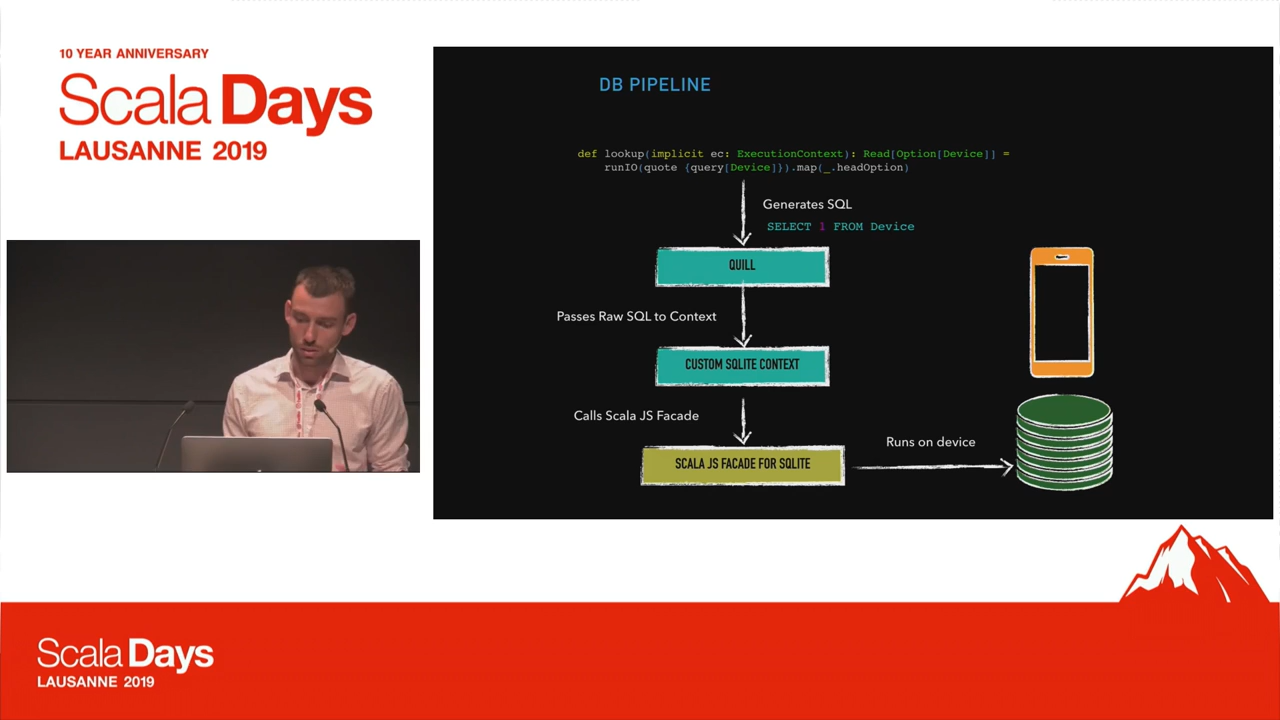 10 YEAR ANNIVERSARY
Scala Days
LAUSANNE 2019
DB PIPELINE
def lookup(implicit ec: ExecutionContext): Read[Option[Device]] =
runIO(quote {query[Device]}).map(_.headOption)
Generates SQL
SELECT 1 FROM Device
QUILL
Passes Raw SQL to Context
CUSTOM SQLITE CONTEXT
Calls Scala JS Facade
SCALA JS FACADE FOR SQLITE
Runs on device
Scala Days
LAUSANNE 2019